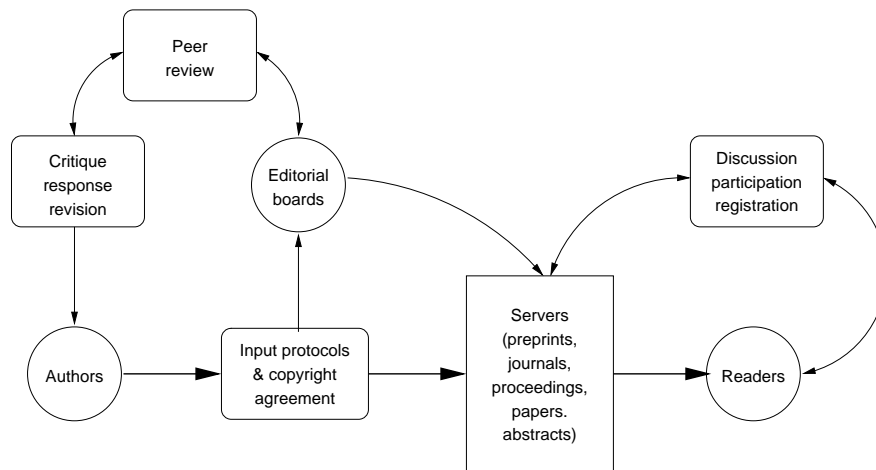 Peer
review
Critique
response
revision
Editorial
boards
Discussion
participation
registration
Authors
Input protocols
& copyright
agreement
Servers
(preprints,
journals,
proceedings,
papers.
abstracts)
Readers